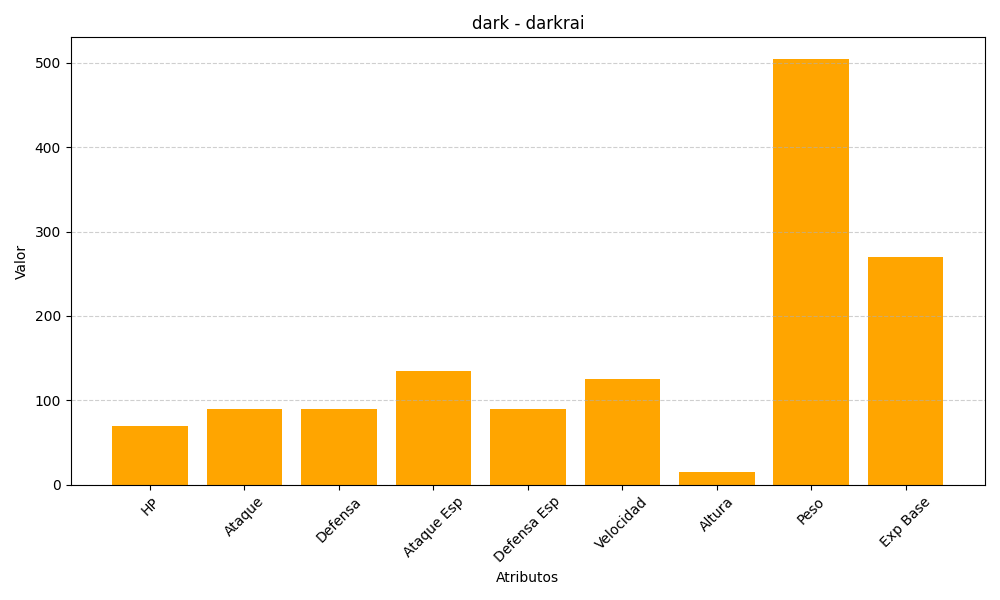 dark - darkrai
500
400
300
200
100
0
Valor
HP
Ataque
Defensa
Ataque Esp
Defensa Esp
Velocidad
Altura
Peso
Exp Base
Atributos